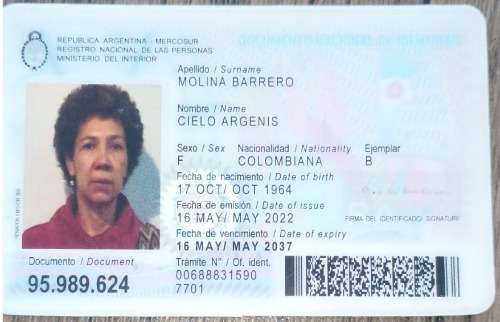 REPUBLICA ARGENTINA - MERCOSUR
REGISTRO NACIONAL DE LAS PERSONAS
MINISTERIO DEL INTERIOR
DOCUMENTO NACIONAL DE IDENTIDAD
Apellido / Surname
MOLINA BARRERO
Nombre / Name
CIELO ARGENIS
Sexo / Sex Nacionalidad / Nationality Ejemplar
F COLOMBIANA B
Fecha de nacimiento / Date of birth
17 OCT/ OCT 1964
Fecha de emisión / Date of issue
16 MAY/ MAY 2022
FIRMA DEL IDENTIFICADO/ SIGNATURE
Fecha de vencimiento / Date of expiry
16 MAY/ MAY 2037
Documento / Document
95.989.624
Trámite N° / Of. ident.
00688831590
7701